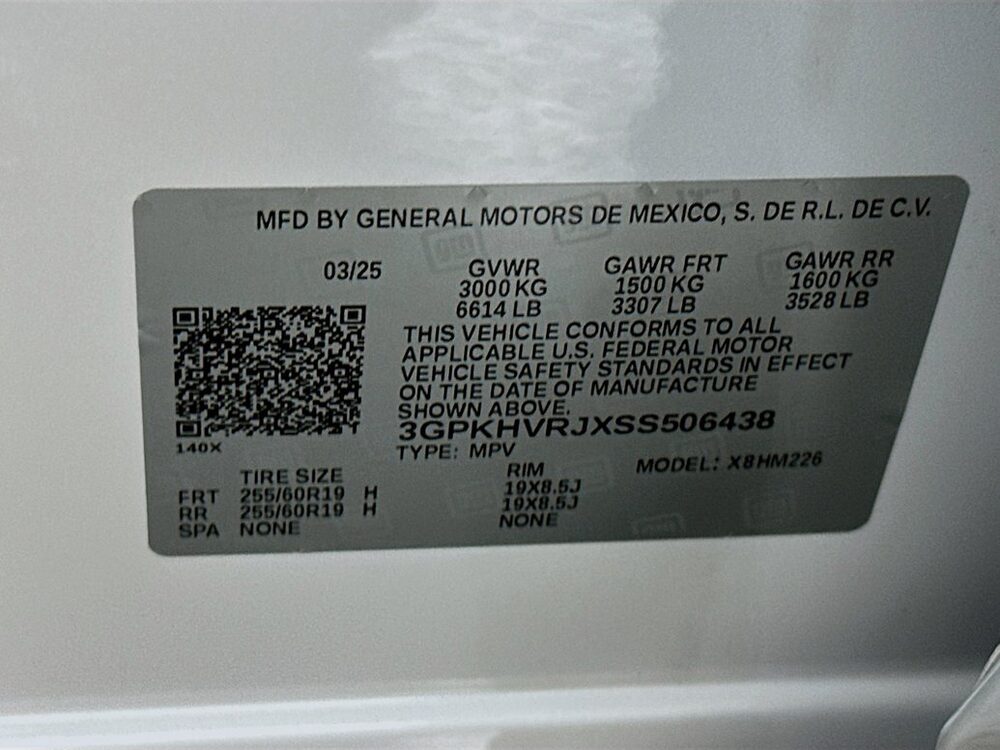 MFD BY GENERAL MOTORS DE MEXICO, S. DE R.L. DE C.V.
03/25 GVWR GAWR FRT GAWR RR
3000 KG 1500 KG 1600 KG
6614 LB 3307 LB 3528 LB
THIS VEHICLE CONFORMS TO ALL
APPLICABLE U.S. FEDERAL MOTOR
VEHICLE SAFETY STANDARDS IN EFFECT
ON THE DATE OF MANUFACTURE
SHOWN ABOVE.
3GPKHVRJXSS506438
140X
TYPE: MPV MODEL: X8HM226
TIRE SIZE RIM
FRT 255/60R19 H 19X8.5J
RR 255/60R19 H 19X8.5J
SPA NONE NONE